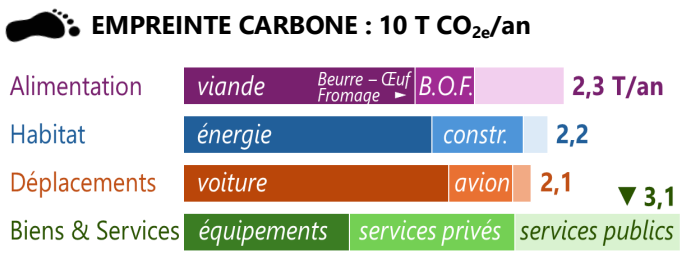 EMPREINTE CARBONE : 10 T CO2e/an
Alimentation viande Beurre – Œuf Fromage ► B.O.F. 2,3 T/an
Habitat énergie constr. 2,2
Déplacements voiture avion 2,1
▼ 3,1
Biens & Services équipements services privés services publics